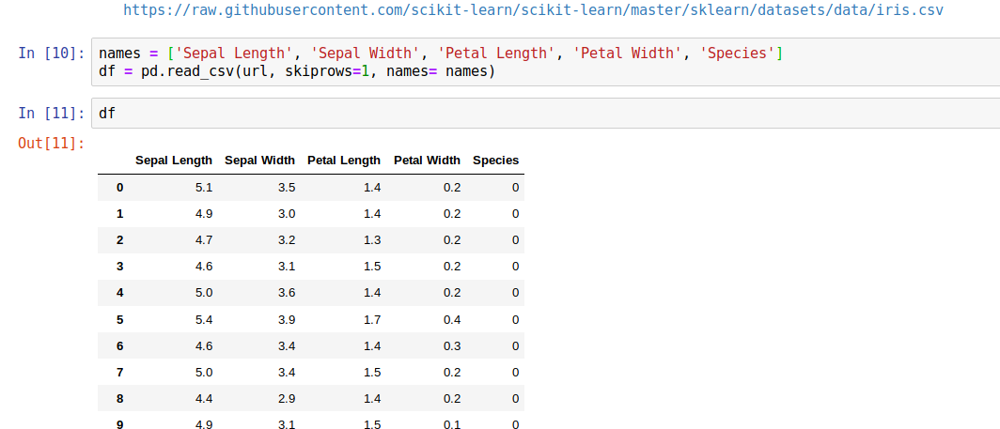 https://raw.githubusercontent.com/scikit-learn/scikit-learn/master/sklearn/datasets/data/iris.csv
In [10]: names = ['Sepal Length', 'Sepal Width', 'Petal Length', 'Petal Width', 'Species']
df = pd.read_csv(url, skiprows=1, names= names)
In [11]: df
Out[11]:
Sepal Length Sepal Width Petal Length Petal Width Species
0 5.1 3.5 1.4 0.2 0
1 4.9 3.0 1.4 0.2 0
2 4.7 3.2 1.3 0.2 0
3 4.6 3.1 1.5 0.2 0
4 5.0 3.6 1.4 0.2 0
5 5.4 3.9 1.7 0.4 0
6 4.6 3.4 1.4 0.3 0
7 5.0 3.4 1.5 0.2 0
8 4.4 2.9 1.4 0.2 0
9 4.9 3.1 1.5 0.1 0